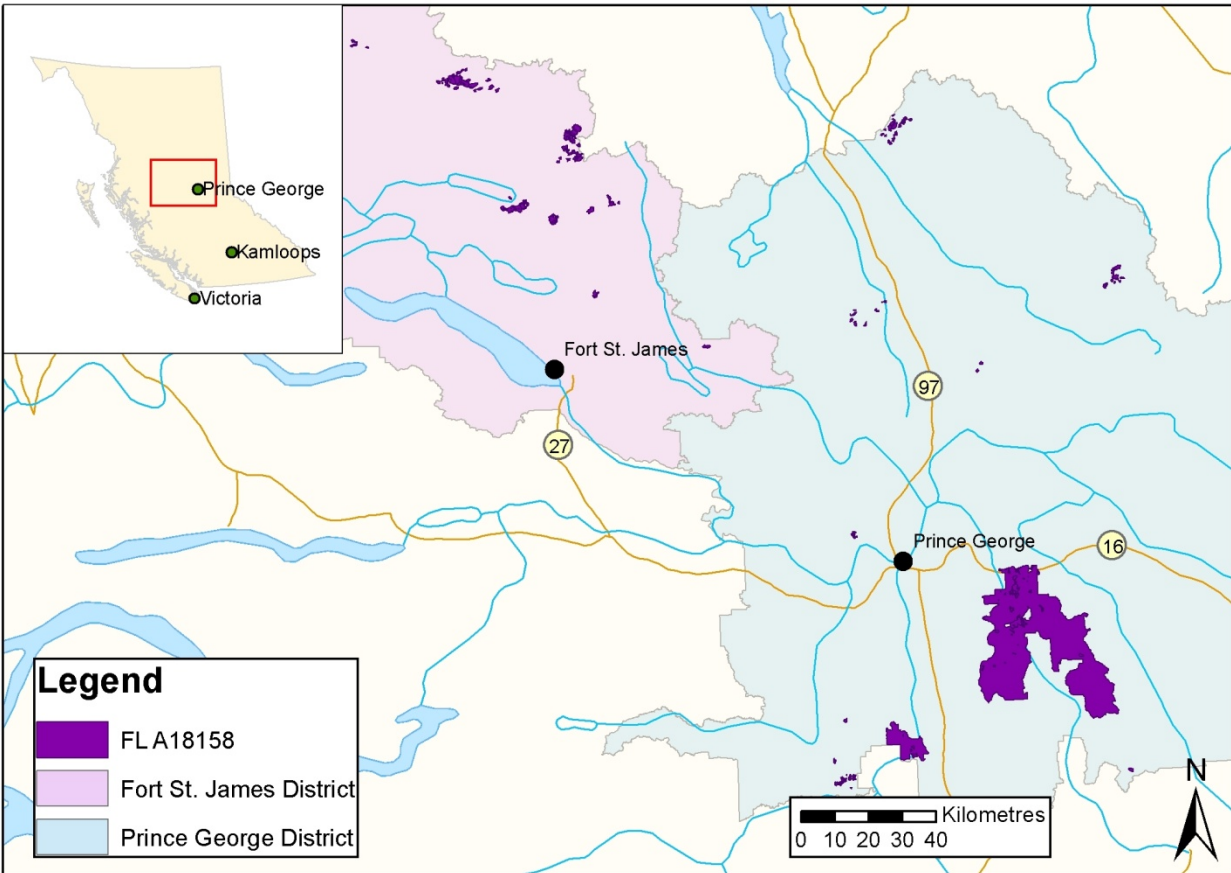 Prince George
Kamloops
Victoria
Fort St. James
97
27
Prince George
16
Legend
FL A18158
Fort St. James District
Prince George District
Kilometres
0 10 20 30 40
N